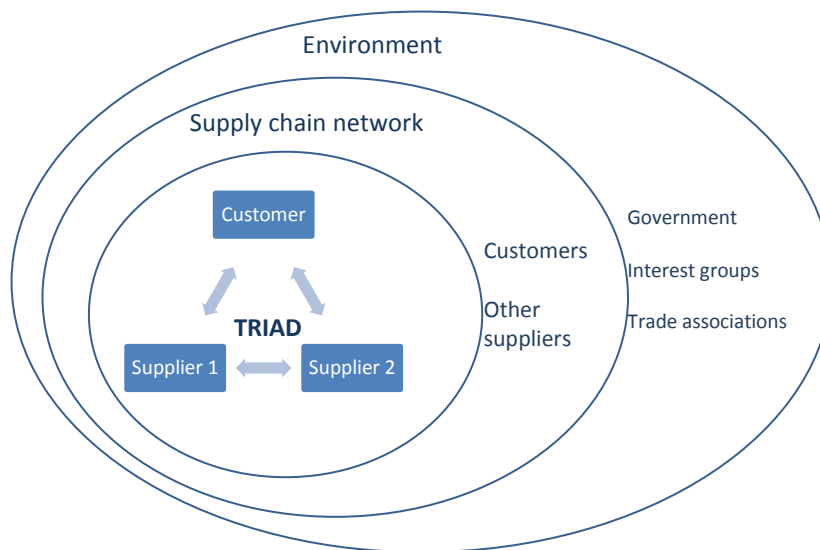 Environment
Supply chain network
Customer
Government
Customers
Interest groups
Other
suppliers
Trade associations
TRIAD
Supplier 1
Supplier 2